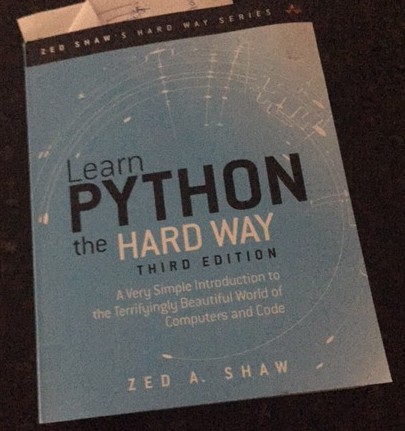 ZED SHAW'S HARD WAY SERIES
Learn
PYTHON
the HARD WAY
THIRD EDITION
A Very Simple Introduction to
the Terrifyingly Beautiful World of
Computers and Code
ZED A. SHAW